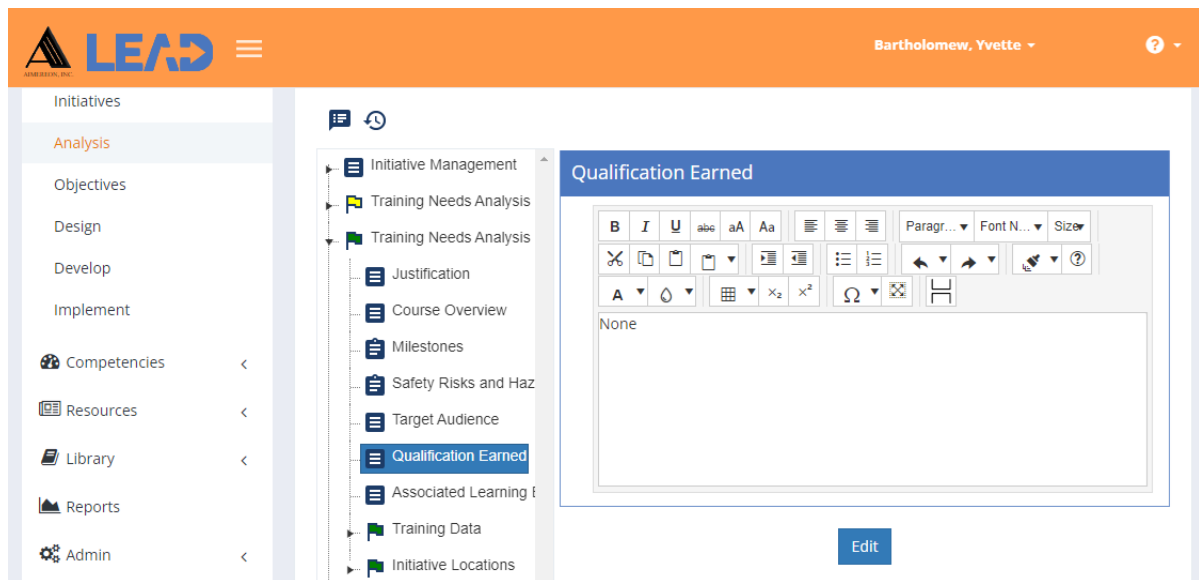 LEAD
AIMEREON, INC.
Bartholomew, Yvette
?
Initiatives
Analysis
Objectives
Design
Develop
Implement
Competencies
Resources
Library
Reports
Admin
Initiative Management
Training Needs Analysis
Training Needs Analysis
Justification
Course Overview
Milestones
Safety Risks and Haz
Target Audience
Qualification Earned
Associated Learning E
Training Data
Initiative Locations
Qualification Earned
B I U abc aA Aa Paragr... Font N... Size
?
A x₂ x² Ω
None
Edit